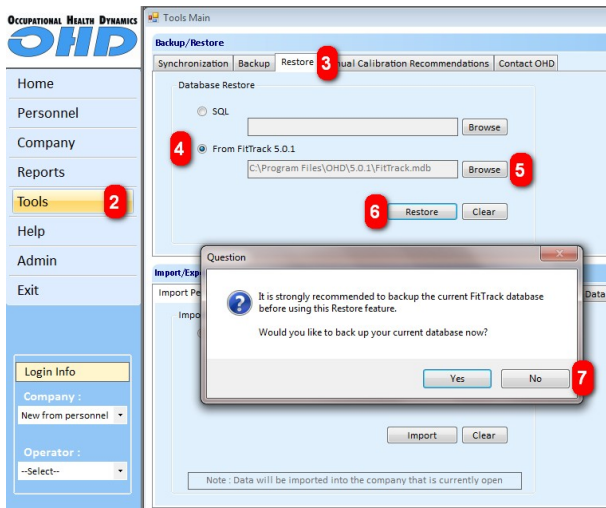 OCCUPATIONAL HEALTH DYNAMICS
OHD
Home
Personnel
Company
Reports
Tools 2
Help
Admin
Exit
Login Info
Company :
New from personnel
Operator :
--Select--
Tools Main
Backup/Restore
Synchronization Backup Restore 3 ual Calibration Recommendations Contact OHD
Database Restore
SQL
Browse
4 From FitTrack 5.0.1
C:\Program Files\OHD\5.0.1\FitTrack.mdb Browse 5
6 Restore Clear
Question
It is strongly recommended to backup the current FitTrack database
before using this Restore feature.
Would you like to back up your current database now?
Yes No 7
Import/Exp
Import Pe Data
Impo
Import Clear
Note : Data will be imported into the company that is currently open